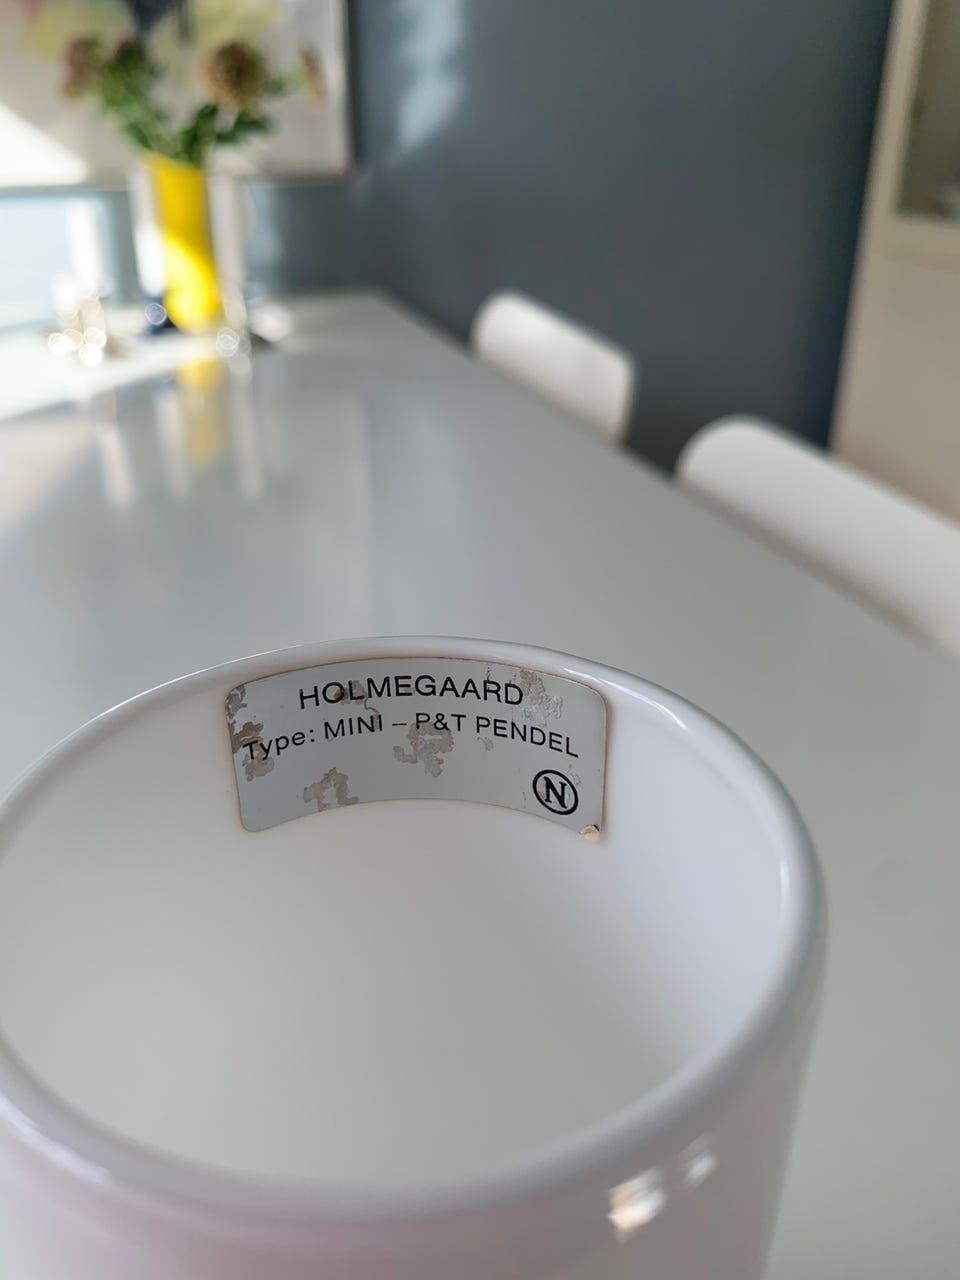 HOLMEGAARD
Type: MINI – P&T PENDEL
N